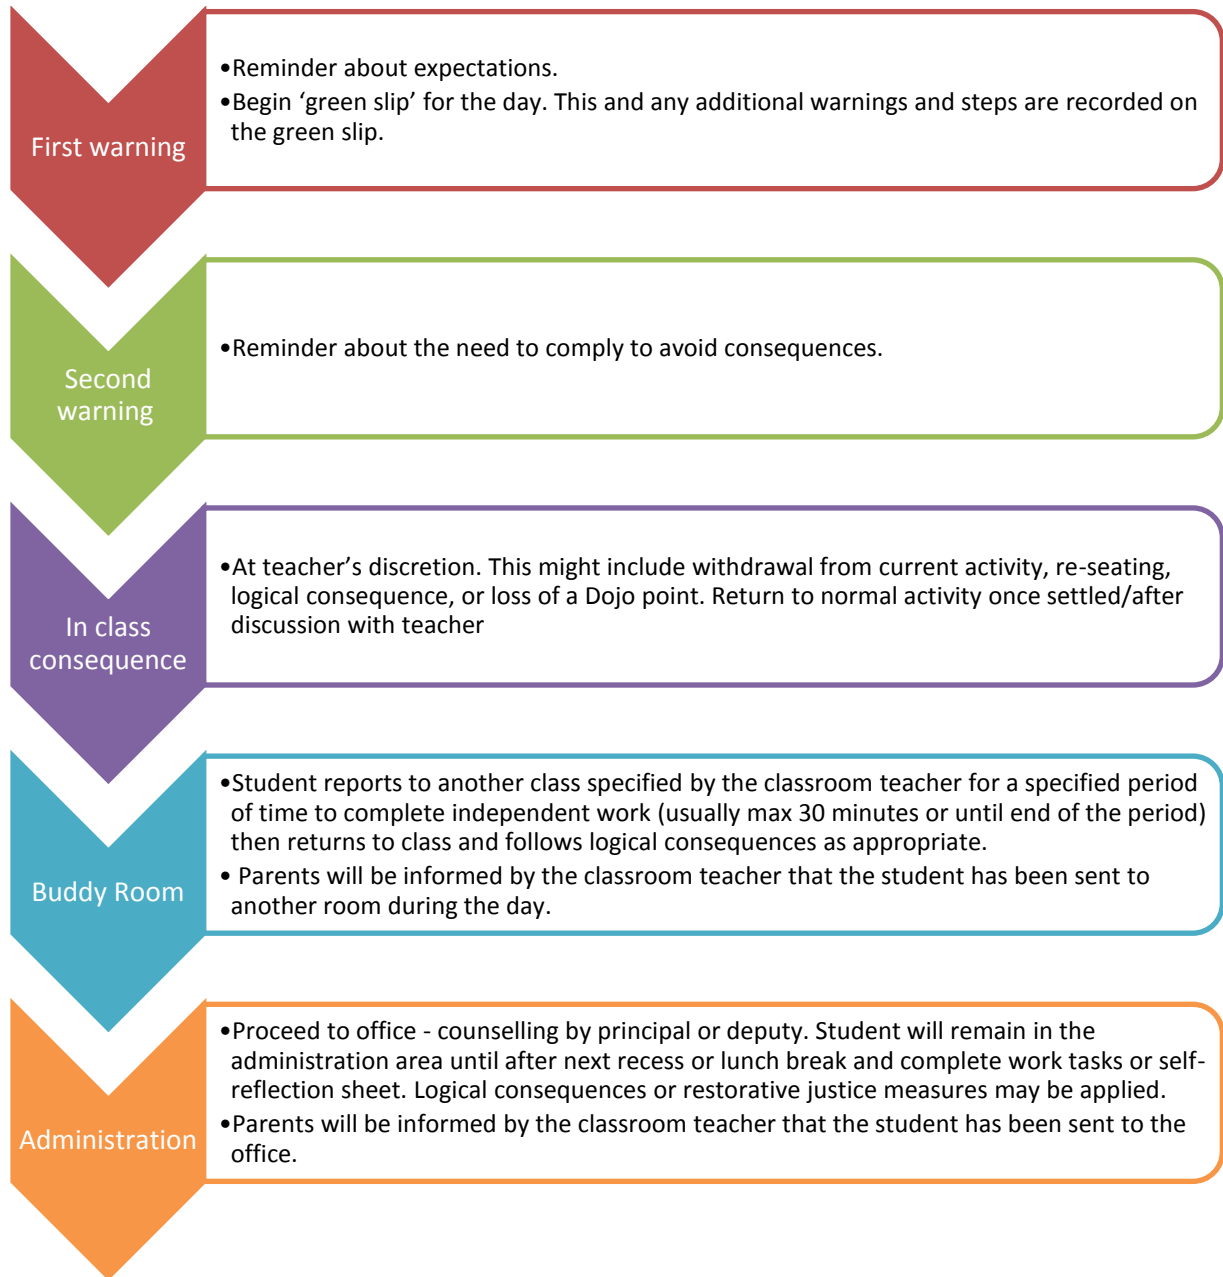 First warning
•Reminder about expectations.
•Begin ‘green slip’ for the day. This and any additional warnings and steps are recorded on
the green slip.
Second
warning
•Reminder about the need to comply to avoid consequences.
In class
consequence
•At teacher’s discretion. This might include withdrawal from current activity, re-seating,
logical consequence, or loss of a Dojo point. Return to normal activity once settled/after
discussion with teacher
Buddy Room
•Student reports to another class specified by the classroom teacher for a specified period
of time to complete independent work (usually max 30 minutes or until end of the period)
then returns to class and follows logical consequences as appropriate.
• Parents will be informed by the classroom teacher that the student has been sent to
another room during the day.
Administration
•Proceed to office - counselling by principal or deputy. Student will remain in the
administration area until after next recess or lunch break and complete work tasks or self-
reflection sheet. Logical consequences or restorative justice measures may be applied.
•Parents will be informed by the classroom teacher that the student has been sent to the
office.